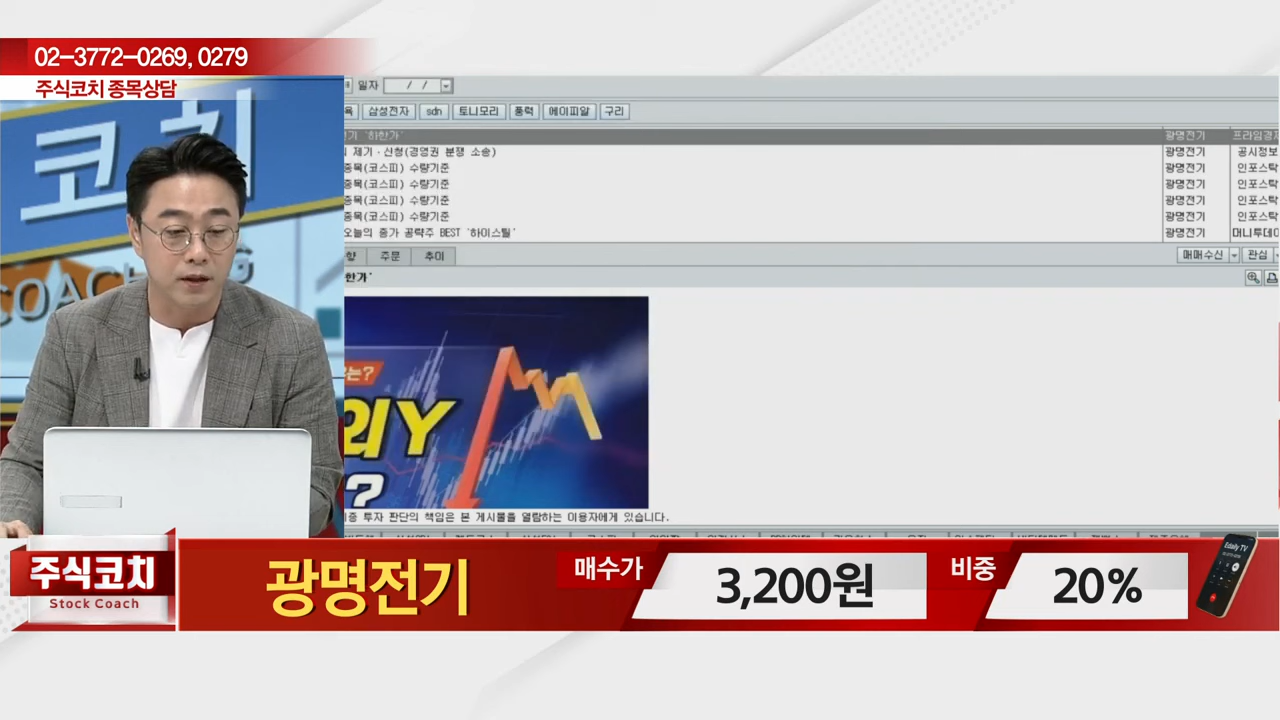 02-3772-0269, 0279
주식코치 종목상담
코치
COACHING
일자 / /
삼성전자 sdn 토니모리 풍력 에이피알 구리
전기 '하한가' 광명전기 프라임경제
제기·신청(경영권 분쟁 소송) 광명전기 공시정보
종목(코스피) 수량기준 광명전기 인포스탁
종목(코스피) 수량기준 광명전기 인포스탁
종목(코스피) 수량기준 광명전기 인포스탁
종목(코스피) 수량기준 광명전기 인포스탁
오늘의 종가 공략주 BEST '하이스틸' 광명전기 머니투데이
주문 추이 매매수신 관심
한가'
는?
와Y
?
투자 판단의 책임은 본 게시물을 열람하는 이용자에게 있습니다.
주식코치
Stock Coach
광명전기
매수가
3,200원
비중
20%
Edaily TV